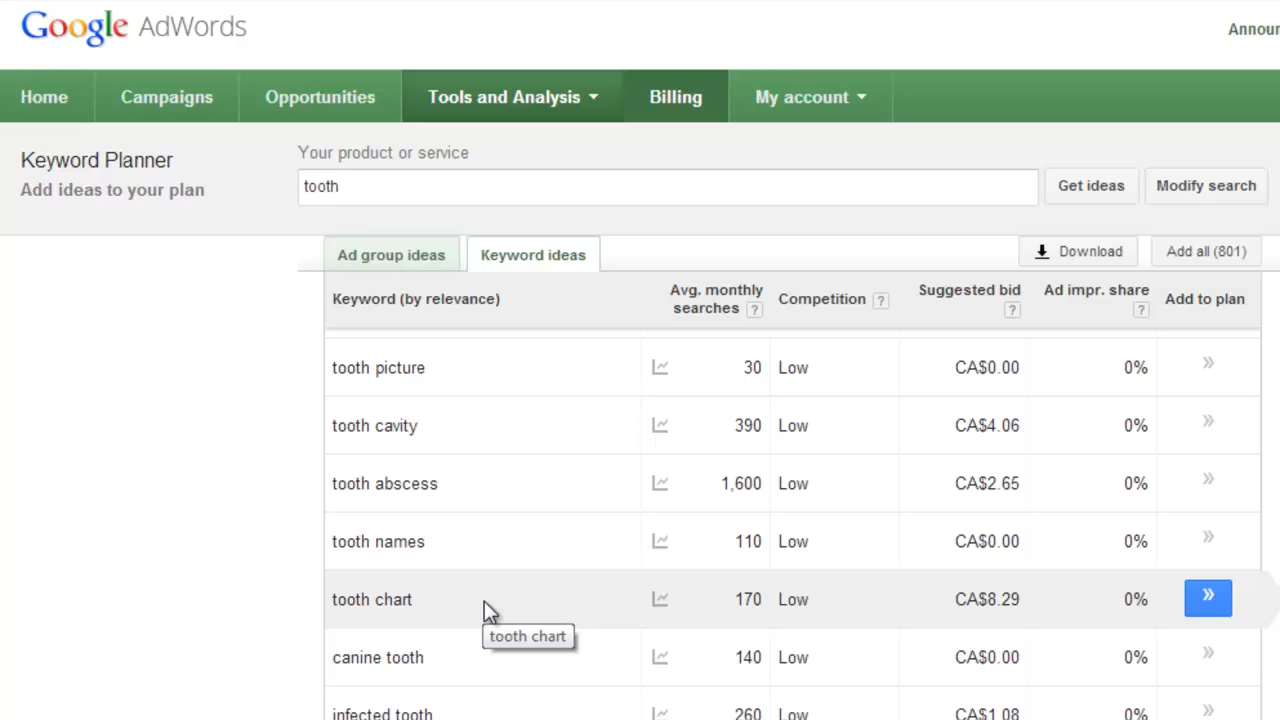 Google AdWords
Announ
Home Campaigns Opportunities Tools and Analysis Billing My account
Keyword Planner
Add ideas to your plan
Your product or service
tooth
Get ideas Modify search
Ad group ideas Keyword ideas Download Add all (801)
Keyword (by relevance) Avg. monthly searches ? Competition ? Suggested bid ? Ad impr. share ? Add to plan
tooth picture 30 Low CA$0.00 0% »
tooth cavity 390 Low CA$4.06 0% »
tooth abscess 1,600 Low CA$2.65 0% »
tooth names 110 Low CA$0.00 0% »
tooth chart 170 Low CA$8.29 0% »
tooth chart
canine tooth 140 Low CA$0.00 0% »
infected tooth 260 Low CA$1.08 0% »